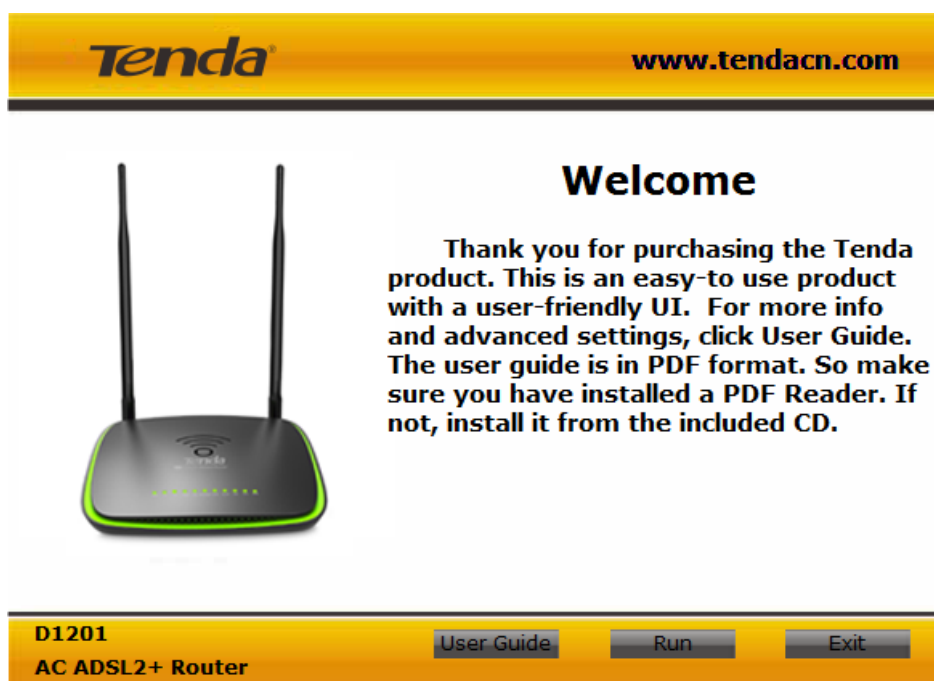 Tenda®
www.tendacn.com
Welcome
Thank you for purchasing the Tenda
product. This is an easy-to use product
with a user-friendly UI.  For more info
and advanced settings, click User Guide.
The user guide is in PDF format. So make
sure you have installed a PDF Reader. If
not, install it from the included CD.
Tenda
D1201
AC ADSL2+ Router
User Guide
Run
Exit